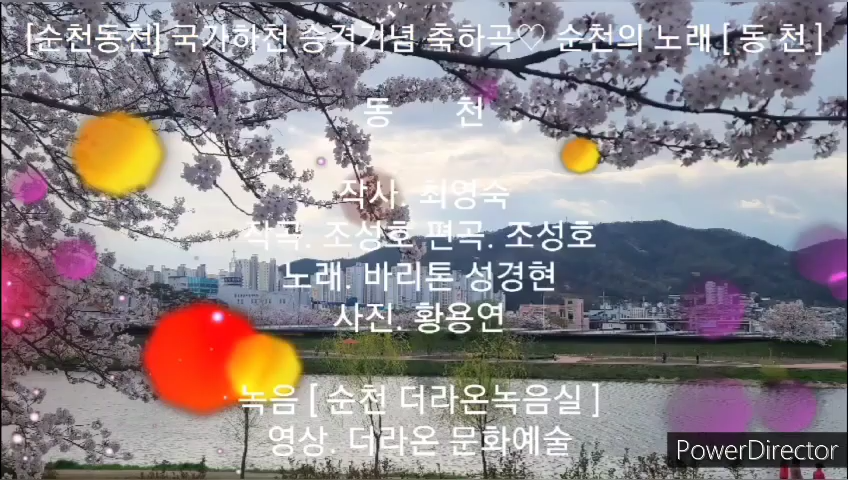 [순천동천] 국가하천 승격기념 축하곡♡ 순천의 노래 [ 동 천 ]
동 천
작사. 최영숙
작곡. 조성호 편곡. 조성호
노래. 바리톤 성경현
사진. 황용연
녹음 [ 순천 더라온녹음실 ]
영상. 더라온 문화예술
PowerDirector